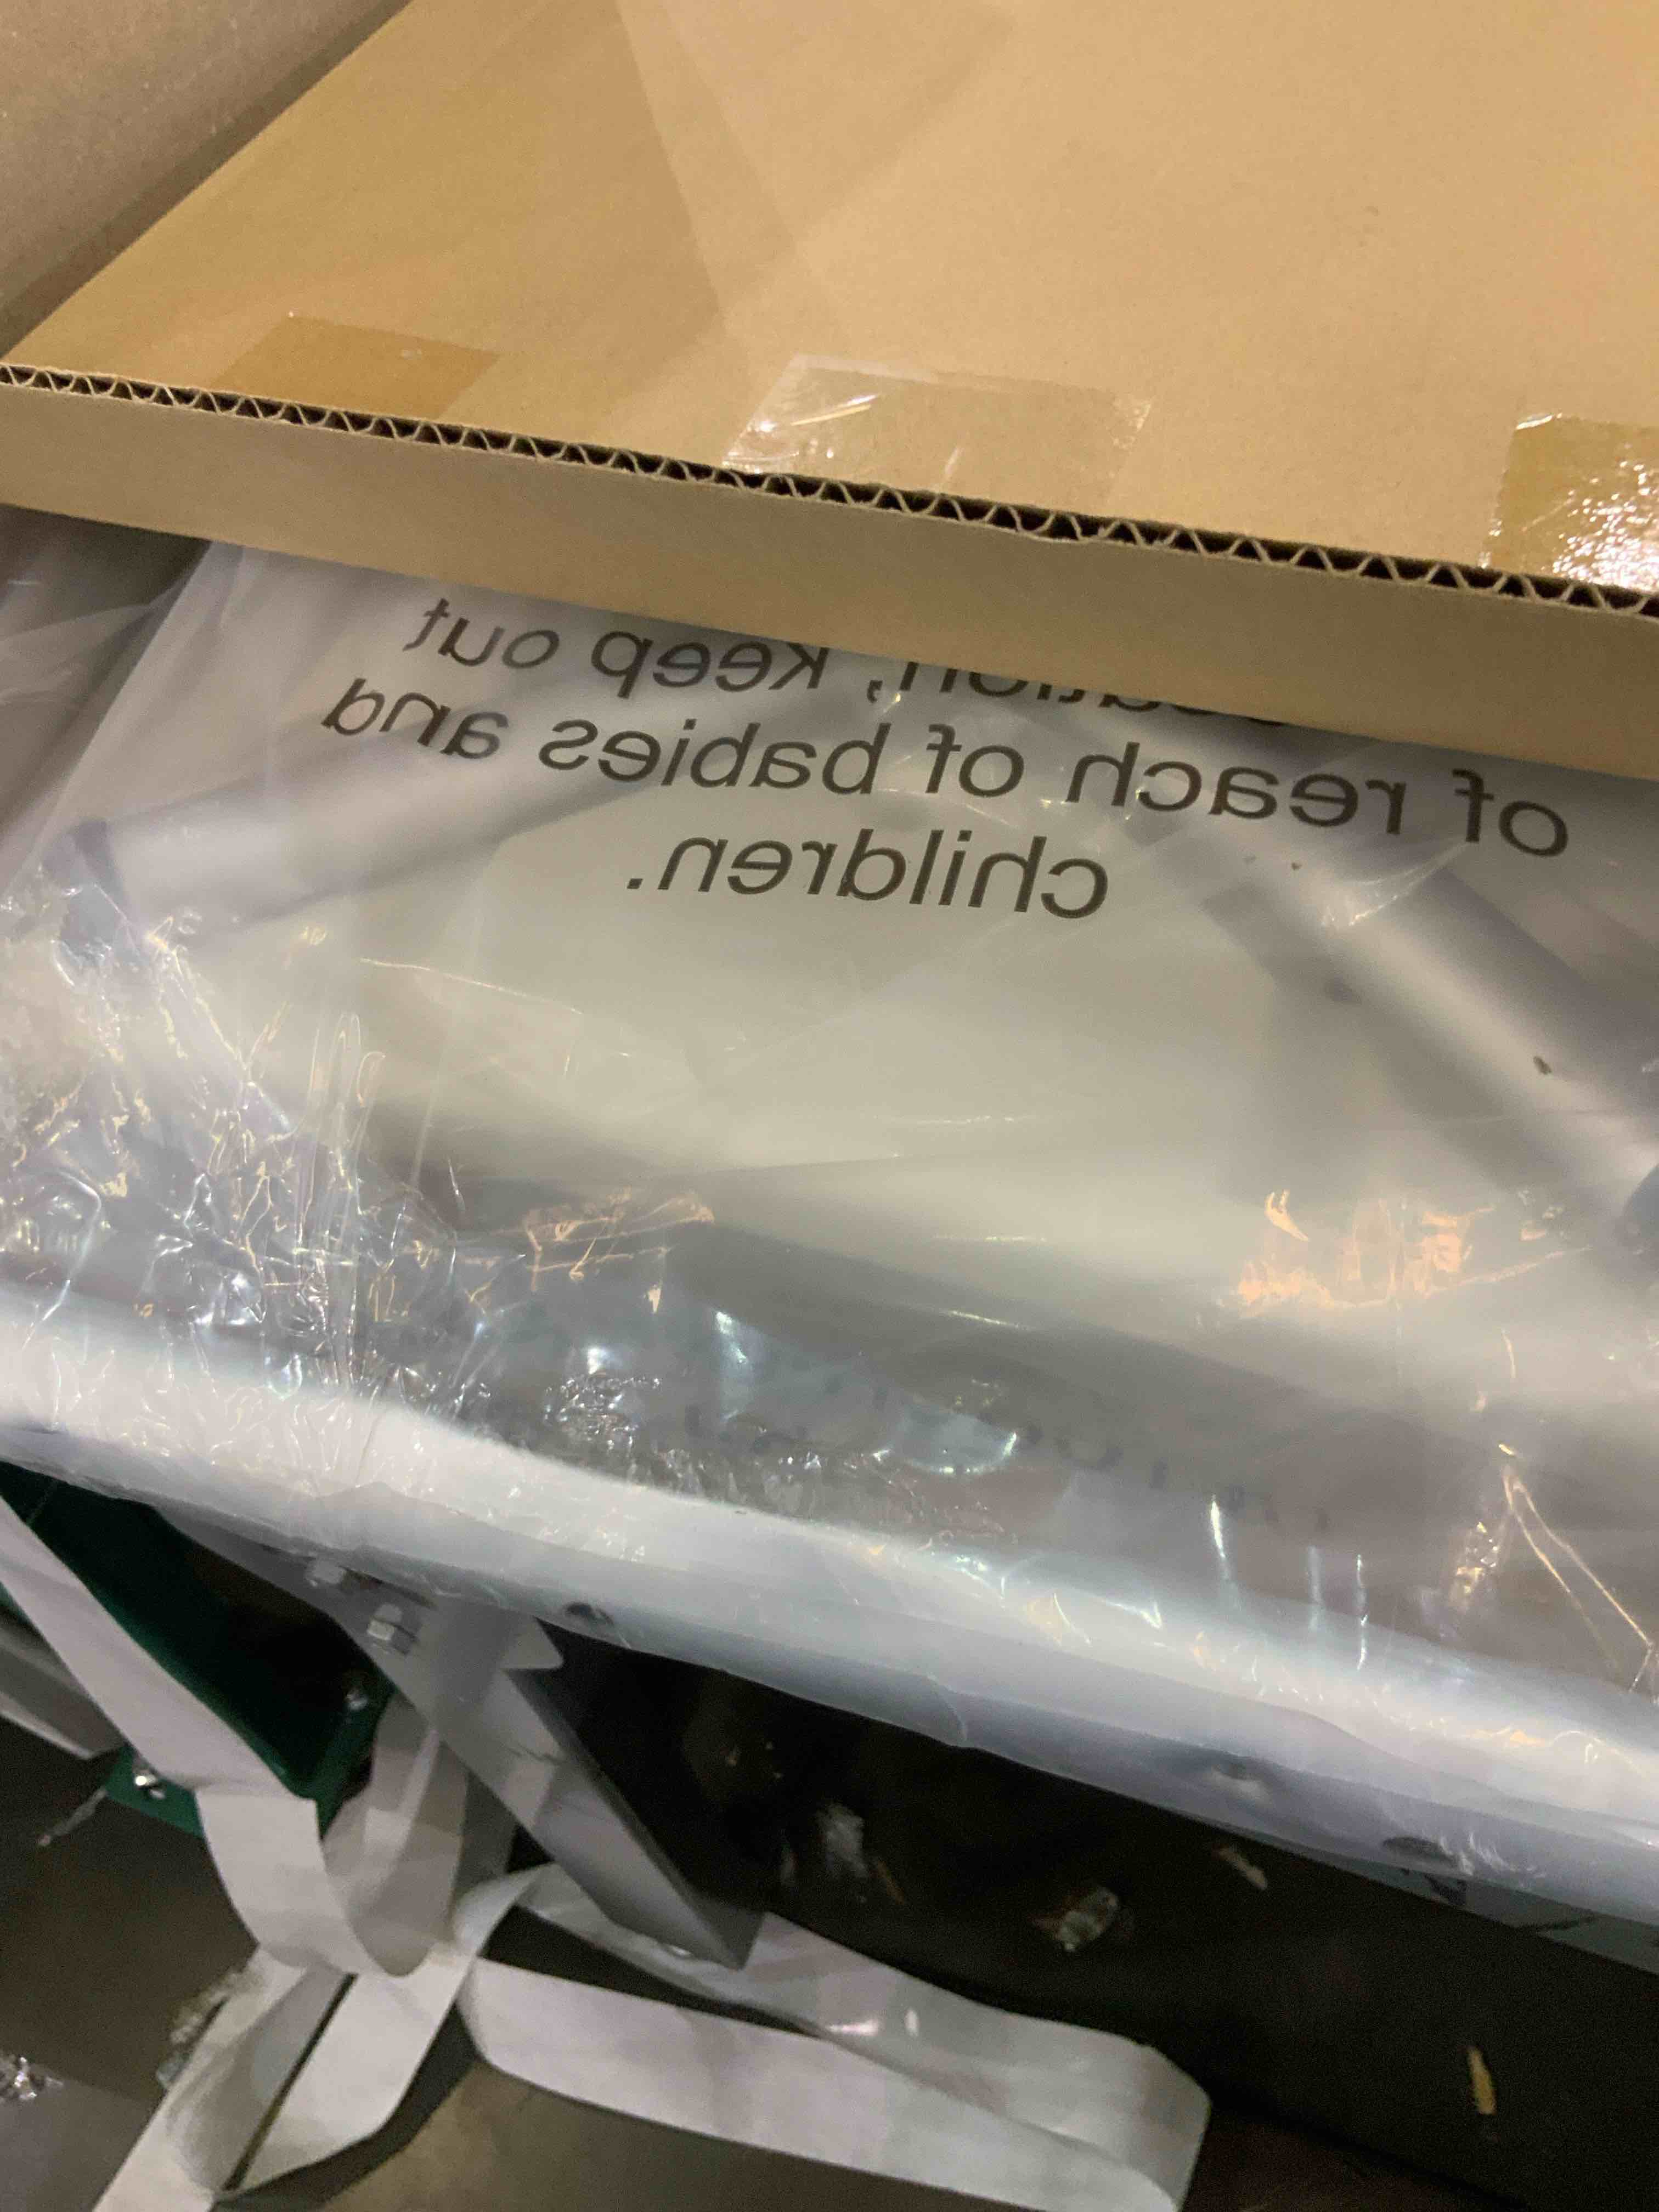 keep out
of reach of babies and
children.